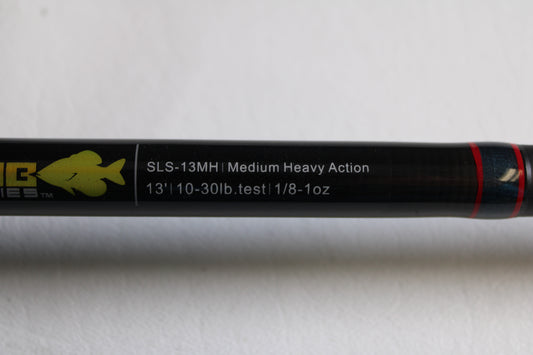 SLS-13MH | Medium Heavy Action
13' | 10-30lb.test | 1/8-1oz